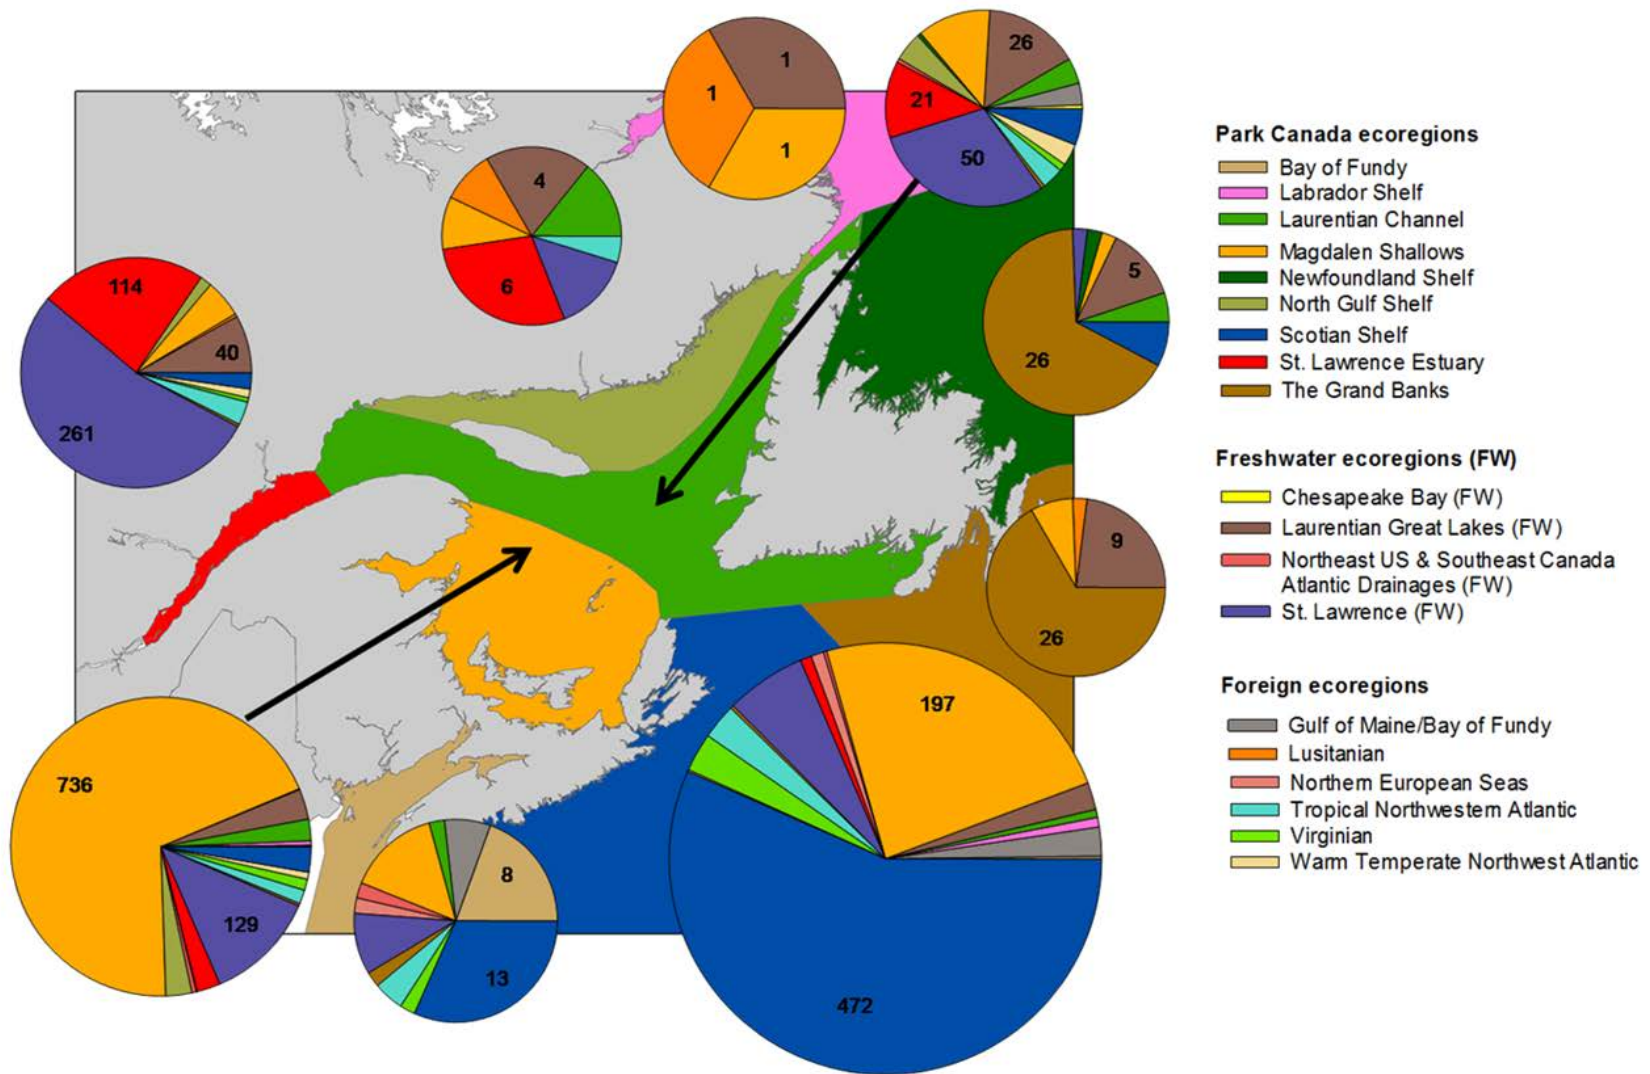 1
1
1
26
21
50
4
6
114
40
261
5
26
9
26
736
129
8
13
197
472
Park Canada ecoregions
Bay of Fundy
Labrador Shelf
Laurentian Channel
Magdalen Shallows
Newfoundland Shelf
North Gulf Shelf
Scotian Shelf
St. Lawrence Estuary
The Grand Banks
Freshwater ecoregions (FW)
Chesapeake Bay (FW)
Laurentian Great Lakes (FW)
Northeast US & Southeast Canada
Atlantic Drainages (FW)
St. Lawrence (FW)
Foreign ecoregions
Gulf of Maine/Bay of Fundy
Lusitanian
Northern European Seas
Tropical Northwestern Atlantic
Virginian
Warm Temperate Northwest Atlantic